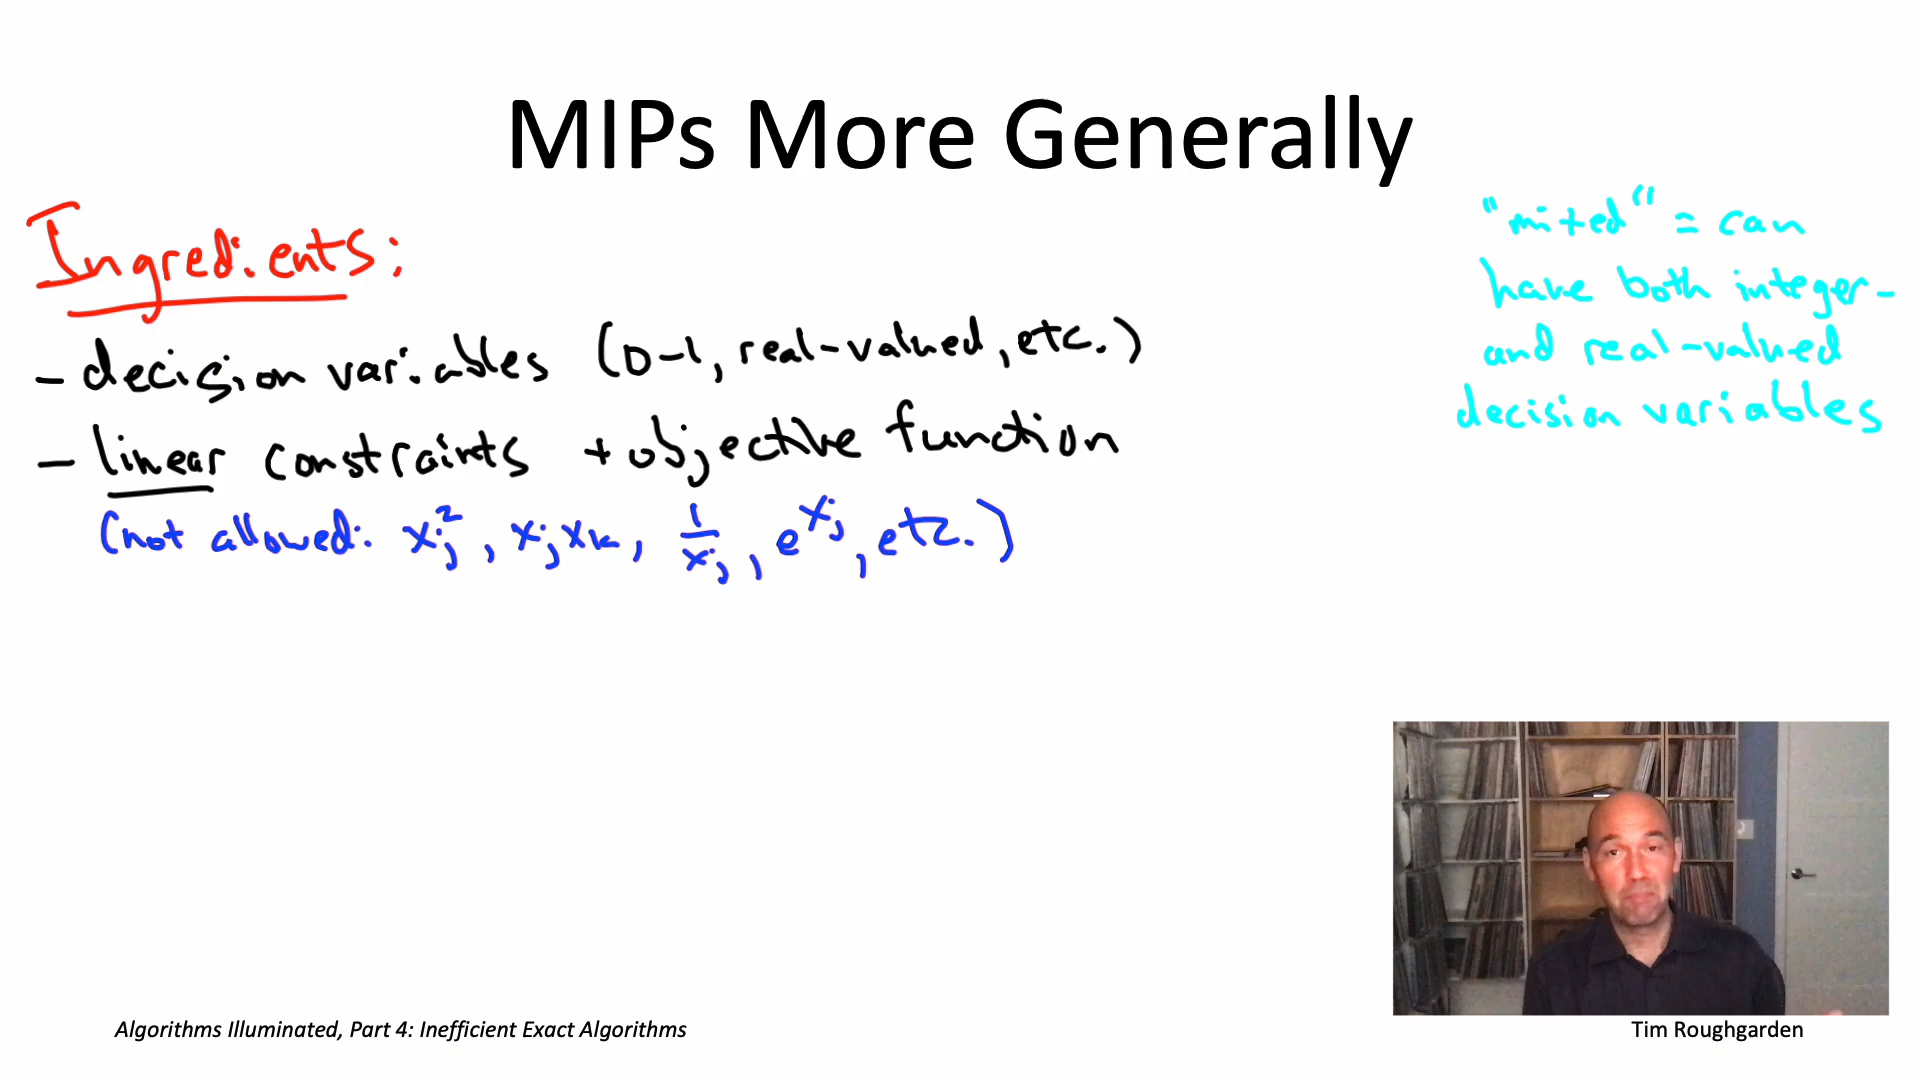 MIPs More Generally
Ingredients:
- decision variables (0-1, real-valued, etc.)
- linear constraints + objective function
(not allowed: xⱼ², xⱼxₖ, 1/xⱼ, e^xⱼ, etc.)
"mixed" = can
have both integer-
and real-valued
decision variables
Algorithms Illuminated, Part 4: Inefficient Exact Algorithms
Tim Roughgarden